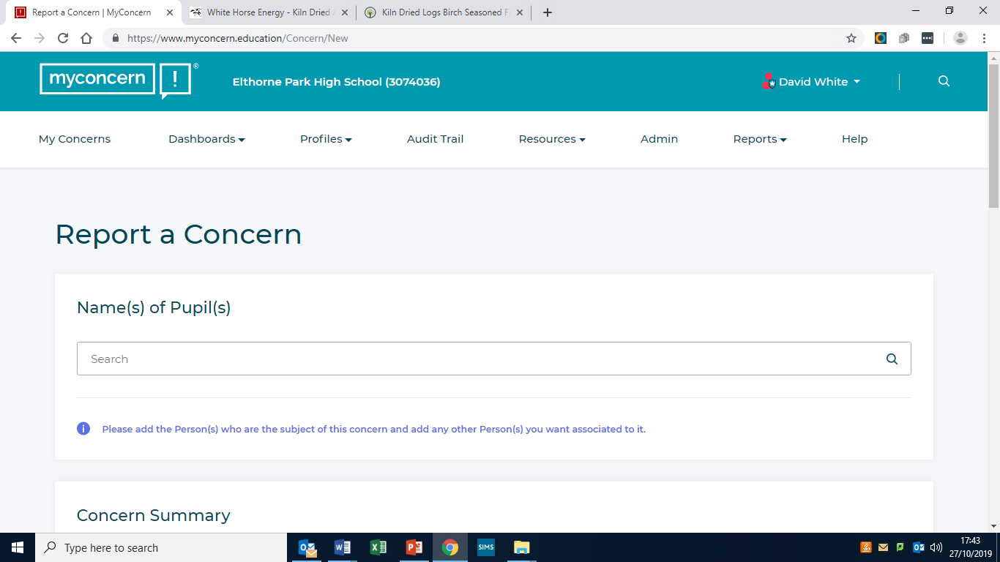 Report a Concern | MyConcern
White Horse Energy - Kiln Dried
Kiln Dried Logs Birch Seasoned
https://www.myconcern.education/Concern/New
myconcern ! ®
Elthorne Park High School (3074036)
David White
My Concerns
Dashboards
Profiles
Audit Trail
Resources
Admin
Reports
Help
Report a Concern
Name(s) of Pupil(s)
Search
Please add the Person(s) who are the subject of this concern and add any other Person(s) you want associated to it.
Concern Summary
Type here to search
SIMS
17:43
27/10/2019